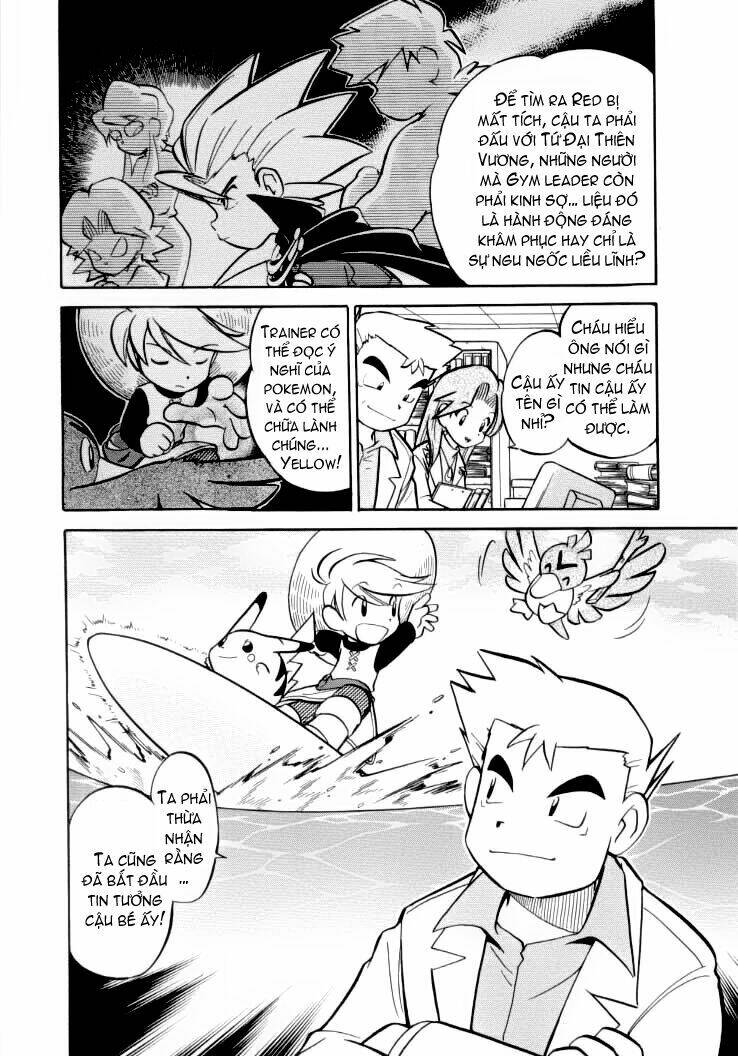 ĐỂ TÌM RA RED BỊ
MẤT TÍCH, CẬU TA PHẢI
ĐẤU VỚI TỨ ĐẠI THIÊN
VƯƠNG, NHỮNG NGƯỜI
MÀ GYM LEADER CÒN
PHẢI KINH SỢ... LIỆU ĐÓ
LÀ HÀNH ĐỘNG ĐÁNG
KHÂM PHỤC HAY CHỈ LÀ
SỰ NGU NGỐC LIỀU LĨNH?
TRAINER CÓ
THỂ ĐỌC Ý
NGHĨ CỦA
POKEMON,
VÀ CÓ THỂ
CHỮA LÀNH
CHÚNG...
YELLOW!
CHÁU HIỂU
ÔNG NÓI GÌ
NHƯNG CHÁU
TIN CẬU ẤY
CÓ THỂ LÀM
ĐƯỢC.
CẬU ẤY
TÊN GÌ
NHỈ?
TA PHẢI
THỪA
NHẬN
RẰNG
...
TA CŨNG
ĐÃ BẮT ĐẦU
TIN TƯỞNG
CẬU BÉ ẤY!